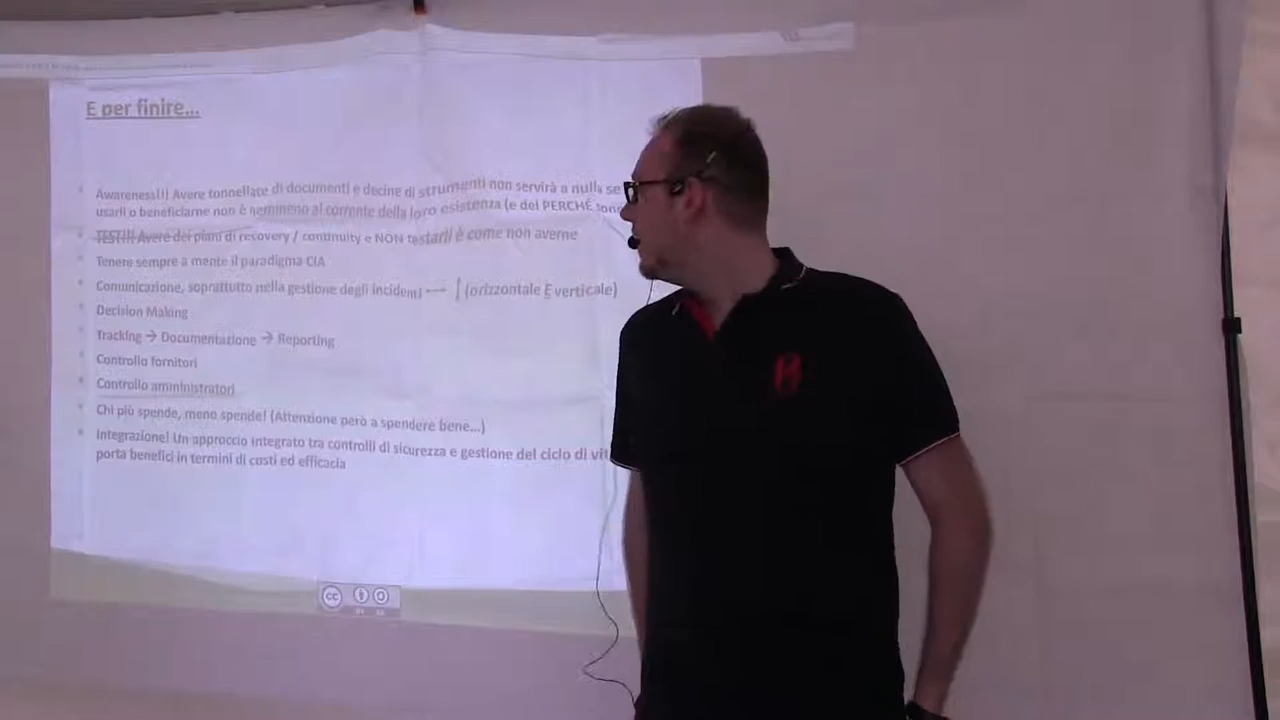 E per finire...
Awareness!!! Avere tonnellate di documenti e decine di strumenti non servirà a nulla se
usarli o beneficiarne non è nemmeno al corrente della loro esistenza (e del PERCHÉ
TEST!!! Avere dei piani di recovery / continuity e NON testarli è come non averne
Tenere sempre a mente il paradigma CIA
Comunicazione, soprattutto nella gestione degli incidenti (orizzontale E verticale)
Decision Making
Tracking → Documentazione → Reporting
Controllo fornitori
Controllo amministratori
Chi più spende, meno spende! (Attenzione però a spendere bene...)
Integrazione! Un approccio integrato tra controlli di sicurezza e gestione del ciclo di
porta benefici in termini di costi ed efficacia
cc
BY SA